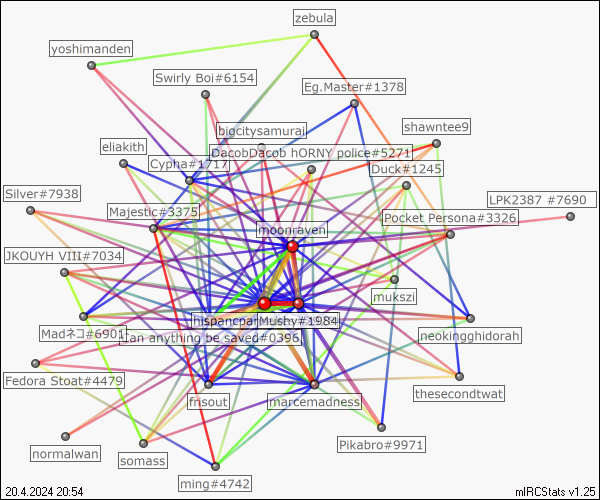 zebula
yoshimanden
Swirly Boi#6154
Eg.Master#1378
shawntee9
biocitysamurai
eliakith
DacobDacob hORNY police#5271
Cypha#1717
Duck#1245
Silver#7938
LPK2387 #7690
Majestic#3375
Pocket Persona#3326
moonraven
JKOUYH VIII#7034
mukszi
hispancpar
Mushy#1984
Madネコ#6901
neokingghidorah
an anything be saved#0396
Fedora Stoat#4479
thesecondtwat
frisout
marcemadness
Pikabro#9971
normalwan
somass
ming#4742
20.4.2024 20:54
mIRCStats v1.25